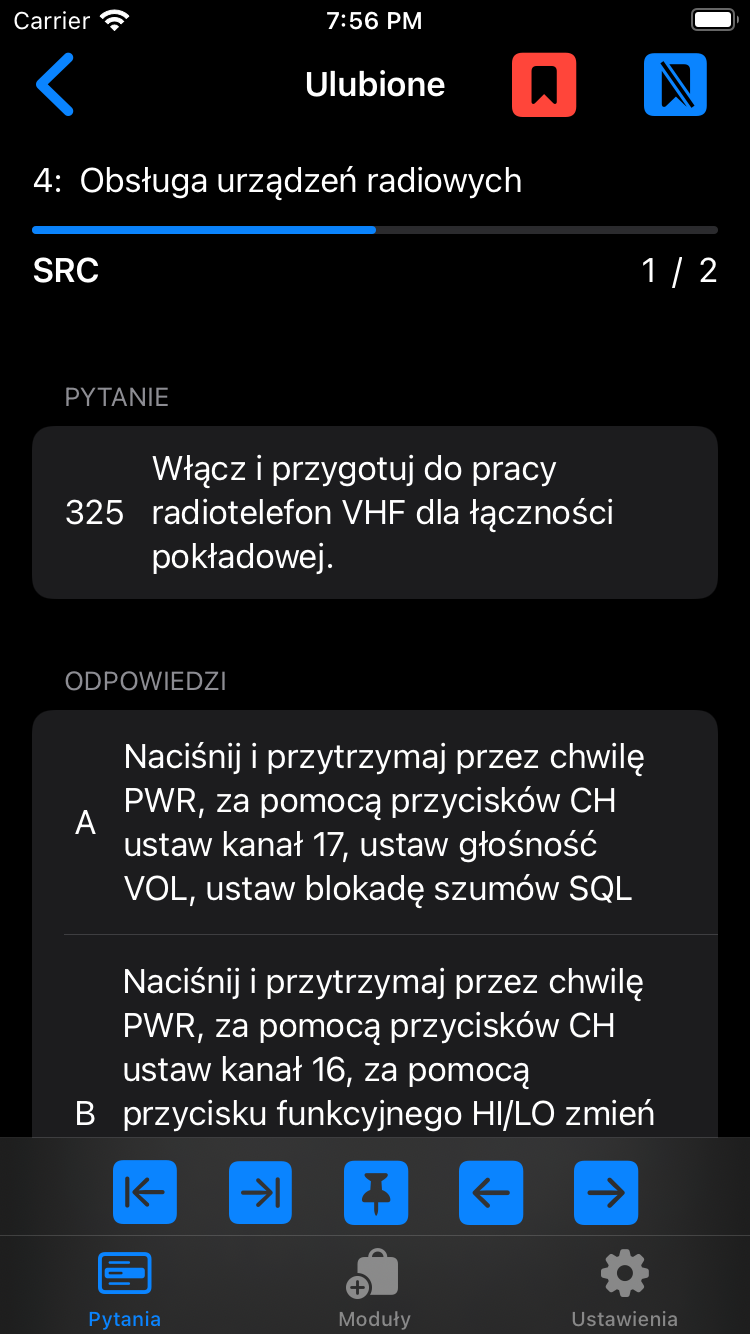 Carrier 7:56 PM
Ulubione
4: Obsługa urządzeń radiowych
SRC 1 / 2
PYTANIE
325 Włącz i przygotuj do pracy
radiotelefon VHF dla łączności
pokładowej.
ODPOWIEDZI
A Naciśnij i przytrzymaj przez chwilę
PWR, za pomocą przycisków CH
ustaw kanał 17, ustaw głośność
VOL, ustaw blokadę szumów SQL
B Naciśnij i przytrzymaj przez chwilę
PWR, za pomocą przycisków CH
ustaw kanał 16, za pomocą
przycisku funkcyjnego HI/LO zmień
Pytania Moduły Ustawienia